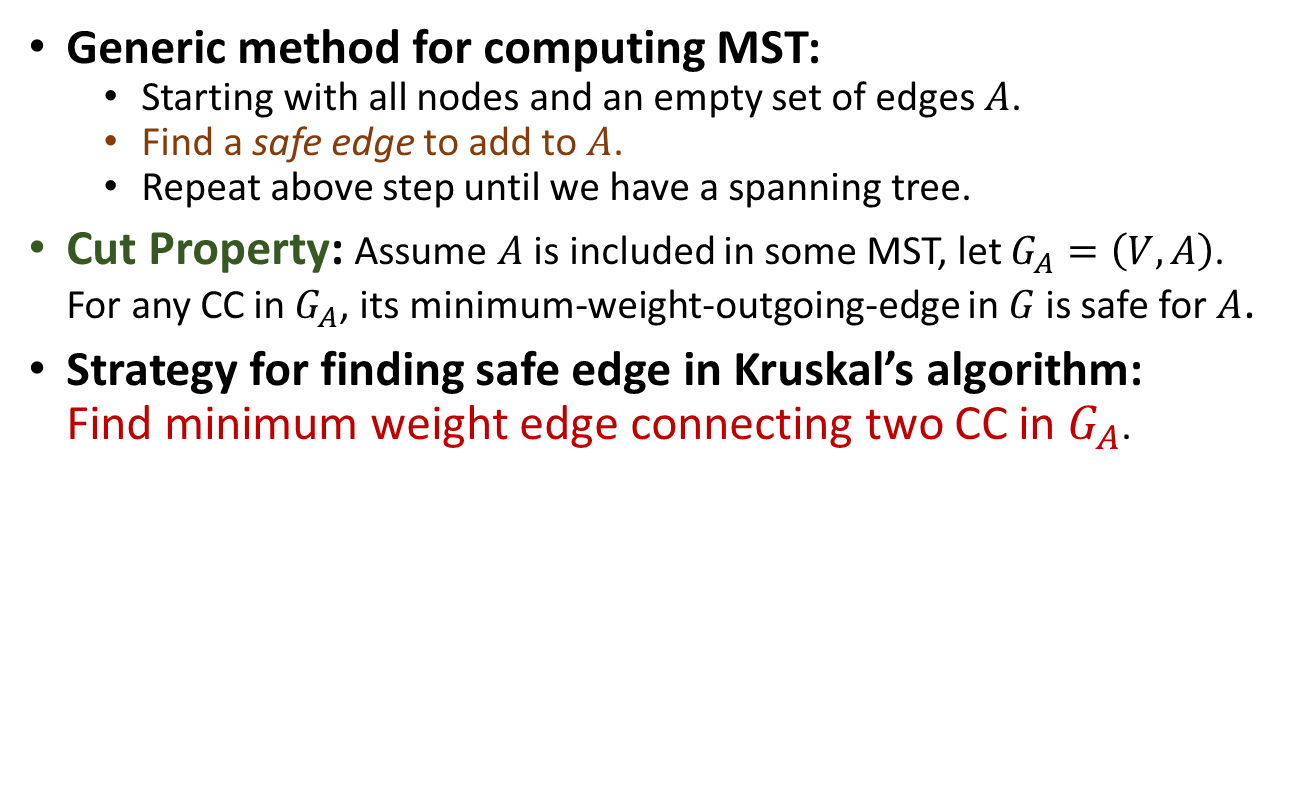 • Generic method for computing MST:
• Starting with all nodes and an empty set of edges 𝐴.
• Find a safe edge to add to 𝐴.
• Repeat above step until we have a spanning tree.
• Cut Property: Assume 𝐴 is included in some MST, let 𝐺_𝐴 = (𝑉, 𝐴).
For any CC in 𝐺_𝐴, its minimum-weight-outgoing-edge in 𝐺 is safe for 𝐴.
• Strategy for finding safe edge in Kruskal’s algorithm:
Find minimum weight edge connecting two CC in 𝐺_𝐴.